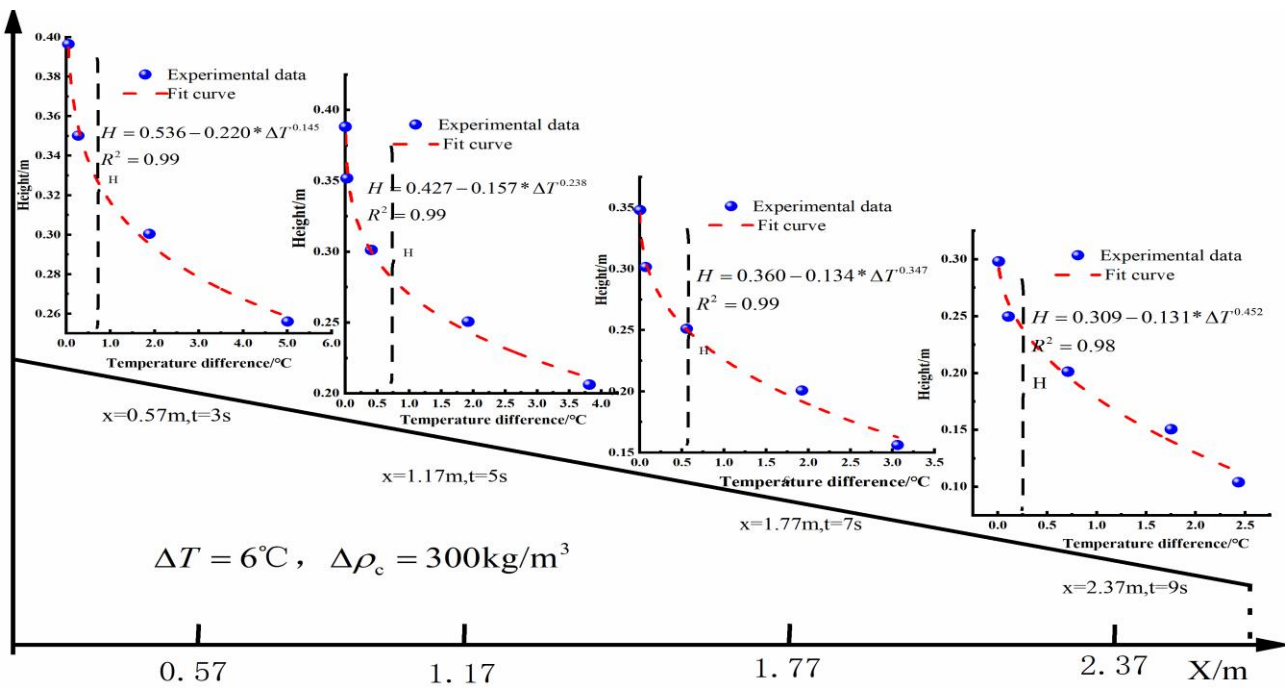 0.40
0.38
0.36
0.35
0.33
0.32
0.30
0.28
0.26
Height/m
Experimental data
Fit curve
H = 0.536 − 0.220 * ΔT^0.145
R² = 0.99
H
0.0 1.0 2.0 3.0 4.0 5.0 6.0
Temperature difference/°C
x=0.57m,t=3s
0.40
0.35
0.30
0.25
0.20
Height/m
Experimental data
Fit curve
H = 0.427 − 0.157 * ΔT^0.238
R² = 0.99
H
0.0 0.5 1.0 1.5 2.0 2.5 3.0 3.5 4.0
Temperature difference/°C
x=1.17m,t=5s
0.35
0.30
0.25
0.20
0.15
Height/m
Experimental data
Fit curve
H = 0.360 − 0.134 * ΔT^0.347
R² = 0.99
H
0.0 0.5 1.0 1.5 2.0 2.5 3.0 3.5
Temperature difference/°C
x=1.77m,t=7s
0.30
0.25
0.20
0.15
0.10
Height/m
Experimental data
Fit curve
H = 0.309 − 0.131 * ΔT^0.452
R² = 0.98
H
0.0 0.5 1.0 1.5 2.0 2.5
Temperature difference/°C
x=2.37m,t=9s
ΔT = 6℃, Δρc = 300kg/m³
0.57 1.17 1.77 2.37 X/m